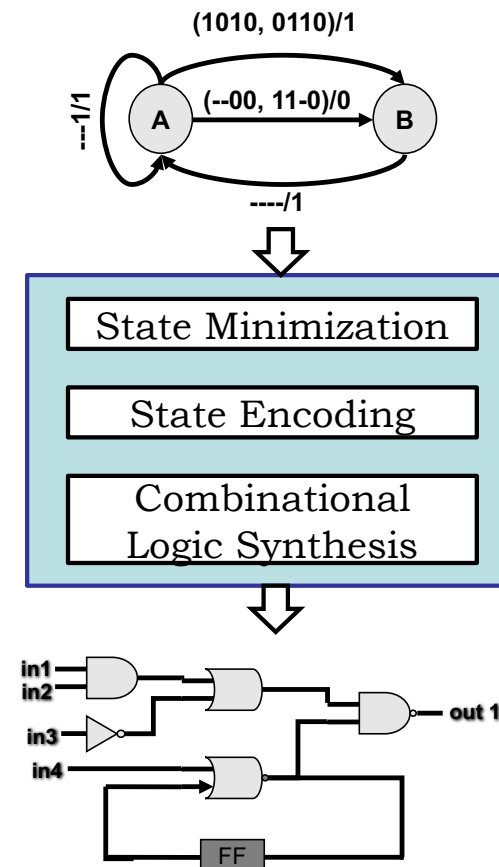 (1010, 0110)/1
---1/1
A
(--00, 11-0)/0
B
----/1
State Minimization
State Encoding
Combinational
Logic Synthesis
in1
in2
out 1
in3
in4
FF